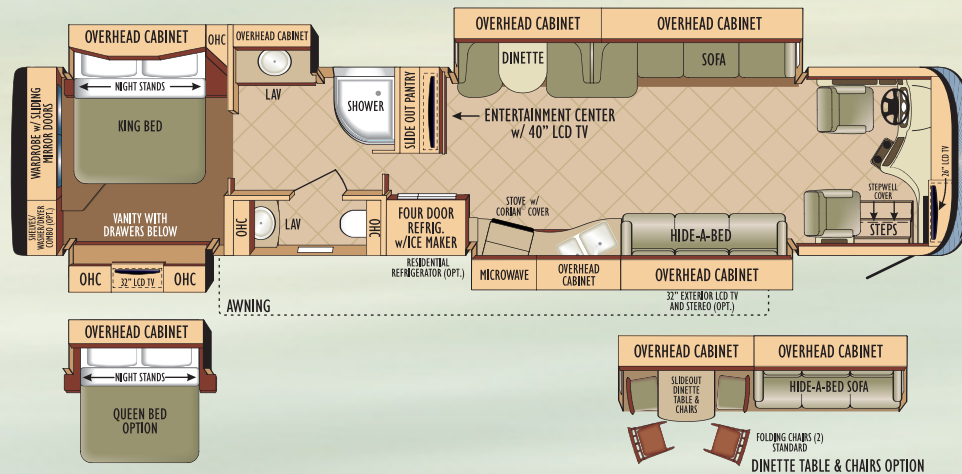 OVERHEAD CABINET
OHC
OVERHEAD CABINET
NIGHT STANDS
KING BED
WARDROBE w/ SLIDING
MIRROR DOORS
SHELVES/
WASHER/DRYER
COMBO (OPT.)
VANITY WITH
DRAWERS BELOW
OHC
32" LCD TV
OHC
LAV
SHOWER
SLIDE OUT PANTRY
ENTERTAINMENT CENTER
w/ 40" LCD TV
OHC
LAV
OHC
FOUR DOOR
REFRIG.
w/ICE MAKER
RESIDENTIAL
REFRIGERATOR (OPT.)
OVERHEAD CABINET
OVERHEAD CABINET
DINETTE
SOFA
STOVE w/
CORIAN® COVER
HIDE-A-BED
MICROWAVE
OVERHEAD
CABINET
OVERHEAD CABINET
32" EXTERIOR LCD TV
AND STEREO (OPT.)
STEPWELL
COVER
STEPS
26" LCD TV
AWNING
OVERHEAD CABINET
NIGHT STANDS
QUEEN BED
OPTION
OVERHEAD CABINET
OVERHEAD CABINET
SLIDEOUT
DINETTE
TABLE &
CHAIRS
HIDE-A-BED SOFA
FOLDING CHAIRS (2)
STANDARD
DINETTE TABLE & CHAIRS OPTION